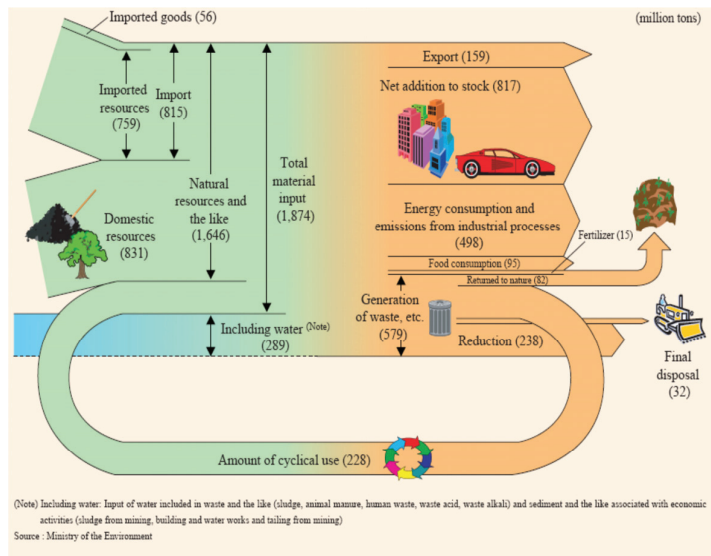 Imported goods (56)
(million tons)
Export (159)
Imported
resources
(759)
Import
(815)
Net addition to stock (817)
Total
material
input
(1,874)
Natural
resources and
the like
(1,646)
Domestic
resources
(831)
Energy consumption and
emissions from industrial processes
(498)
Fertilizer (15)
Food consumption (95)
Returned to nature (82)
Generation
of waste, etc.
(579)
Including water (Note)
(289)
Reduction (238)
Final
disposal
(32)
Amount of cyclical use (228)
(Note) Including water: Input of water included in waste and the like (sludge, animal manure, human waste, waste acid, waste alkali) and sediment and the like associated with economic
activities (sludge from mining, building and water works and tailing from mining)
Source : Ministry of the Environment